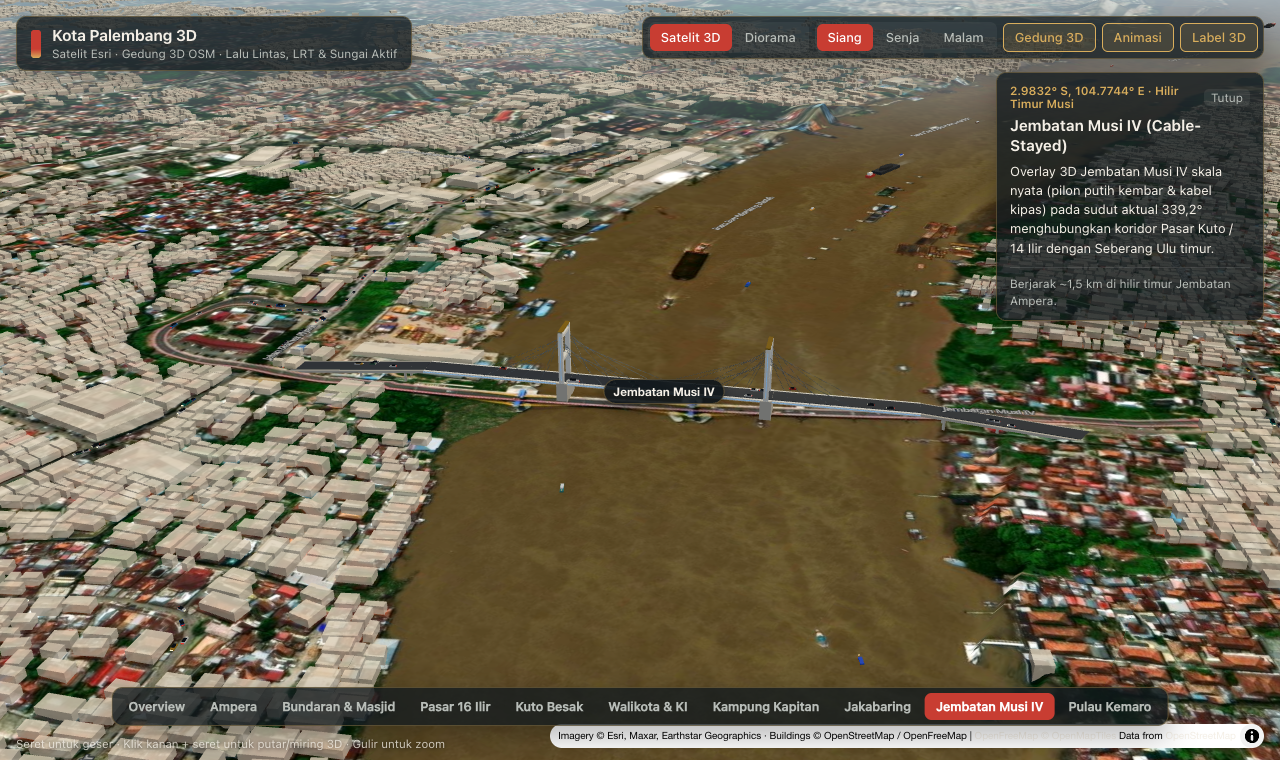 Kota Palembang 3D
Satelit Esri · Gedung 3D OSM · Lalu Lintas, LRT & Sungai Aktif
Satelit 3D
Diorama
Siang
Senja
Malam
Gedung 3D
Animasi
Label 3D
2.9832° S, 104.7744° E · Hilir
Timur Musi
Tutup
Jembatan Musi IV (Cable-
Stayed)
Overlay 3D Jembatan Musi IV skala
nyata (pilon putih kembar & kabel
kipas) pada sudut aktual 339,2°
menghubungkan koridor Pasar Kuto /
14 Ilir dengan Seberang Ulu timur.
Berjarak ~1,5 km di hilir timur Jembatan
Ampera.
Jembatan Musi IV
Jembatan Musi IV
Overview
Ampera
Bundaran & Masjid
Pasar 16 Ilir
Kuto Besak
Walikota & KI
Kampung Kapitan
Jakabaring
Jembatan Musi IV
Pulau Kemaro
Seret untuk geser · Klik kanan + seret untuk putar/miring 3D · Gulir untuk zoom
Imagery © Esri, Maxar, Earthstar Geographics · Buildings © OpenStreetMap / OpenFreeMap | OpenFreeMap © OpenMapTiles Data from OpenStreetMap